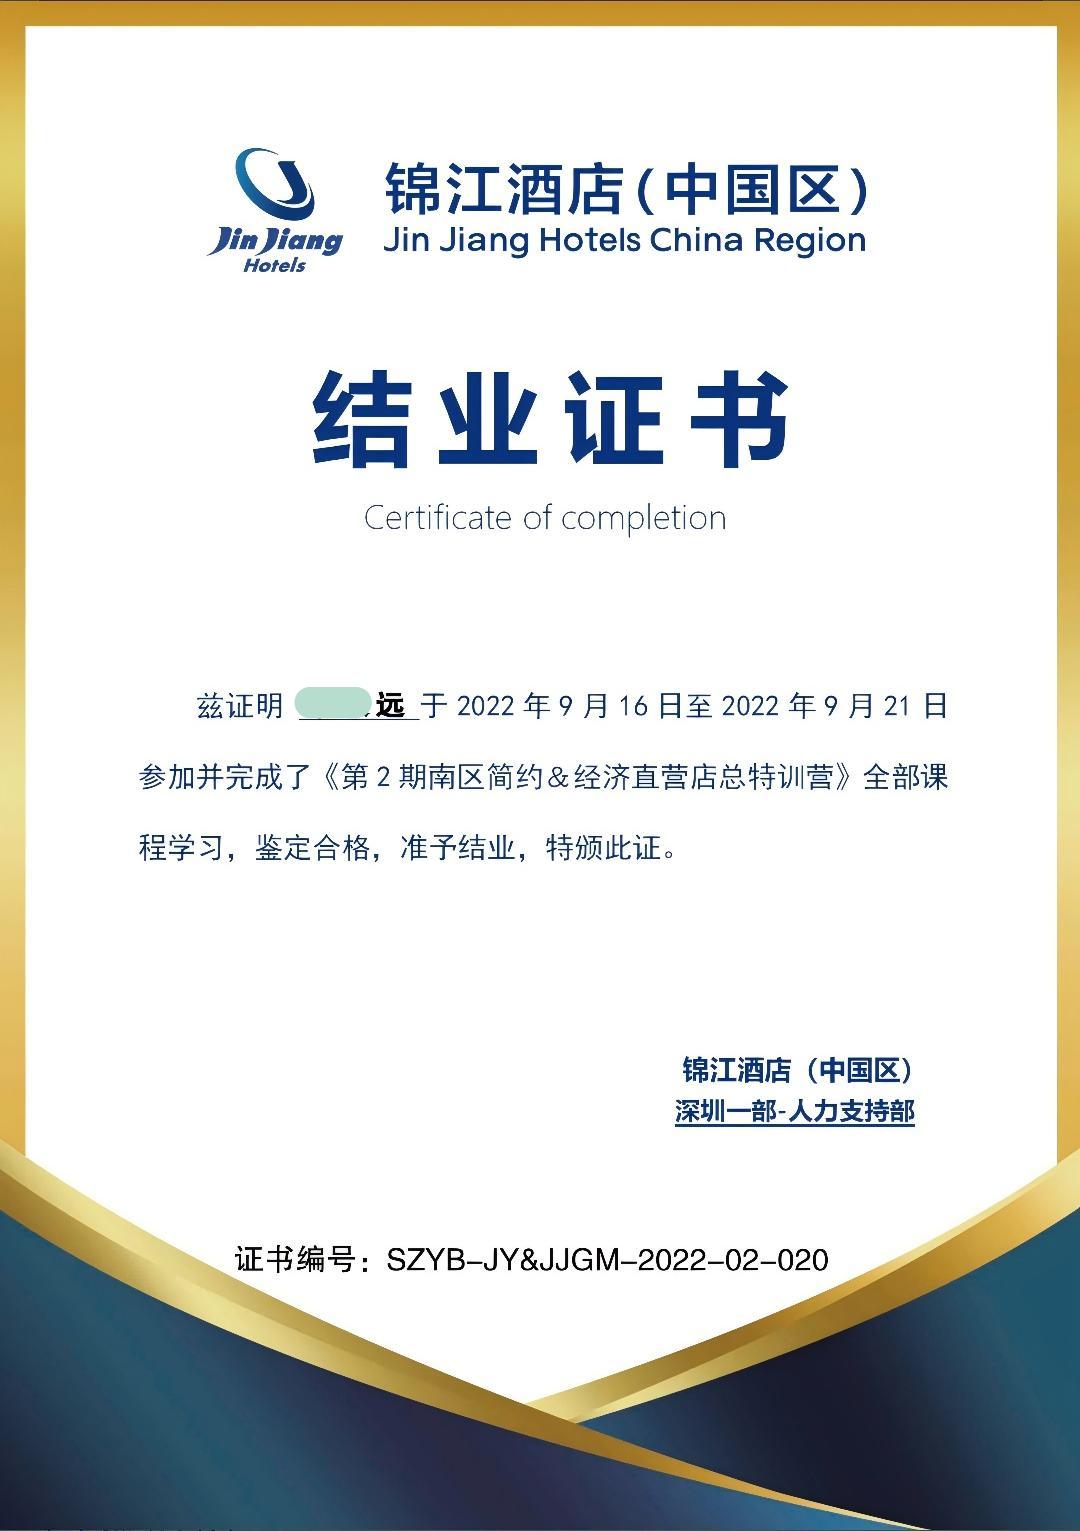 锦江酒店(中国区)
Jin Jiang Hotels China Region
Jin Jiang
Hotels
结业证书
Certificate of completion
兹证明 远 于 2022 年 9 月 16 日至 2022 年 9 月 21 日
参加并完成了《第 2 期南区简约＆经济直营店总特训营》全部课
程学习，鉴定合格，准予结业，特颁此证。
锦江酒店（中国区）
深圳一部-人力支持部
证书编号：SZYB-JY&JJGM-2022-02-020